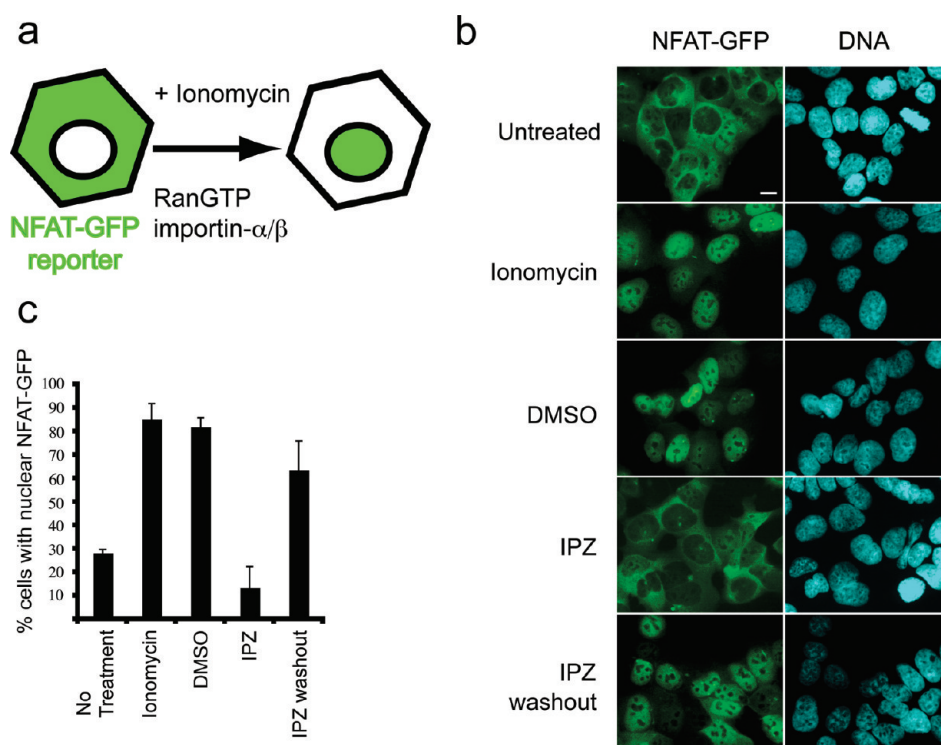 a
+ Ionomycin
RanGTP
importin-α/β
NFAT-GFP
reporter
b
NFAT-GFP
DNA
Untreated
Ionomycin
DMSO
IPZ
IPZ
washout
c
% cells with nuclear NFAT-GFP
100
90
80
70
60
50
40
30
20
10
No
Treatment
Ionomycin
DMSO
IPZ
IPZ washout